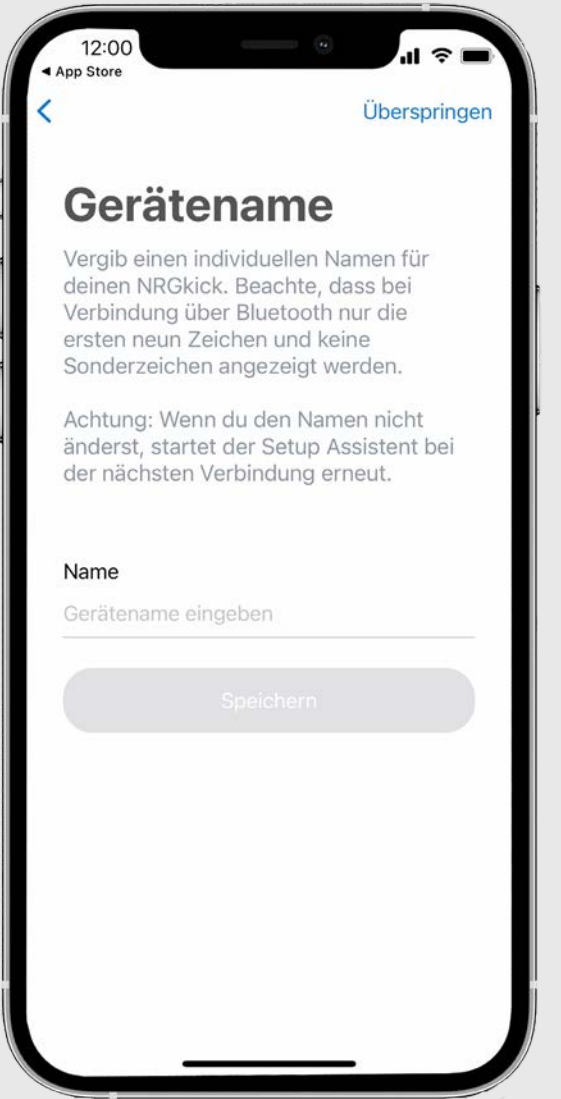 12:00
◀ App Store
Überspringen
Gerätename
Vergib einen individuellen Namen für
deinen NRGkick. Beachte, dass bei
Verbindung über Bluetooth nur die
ersten neun Zeichen und keine
Sonderzeichen angezeigt werden.
Achtung: Wenn du den Namen nicht
änderst, startet der Setup Assistent bei
der nächsten Verbindung erneut.
Name
Gerätename eingeben
Speichern